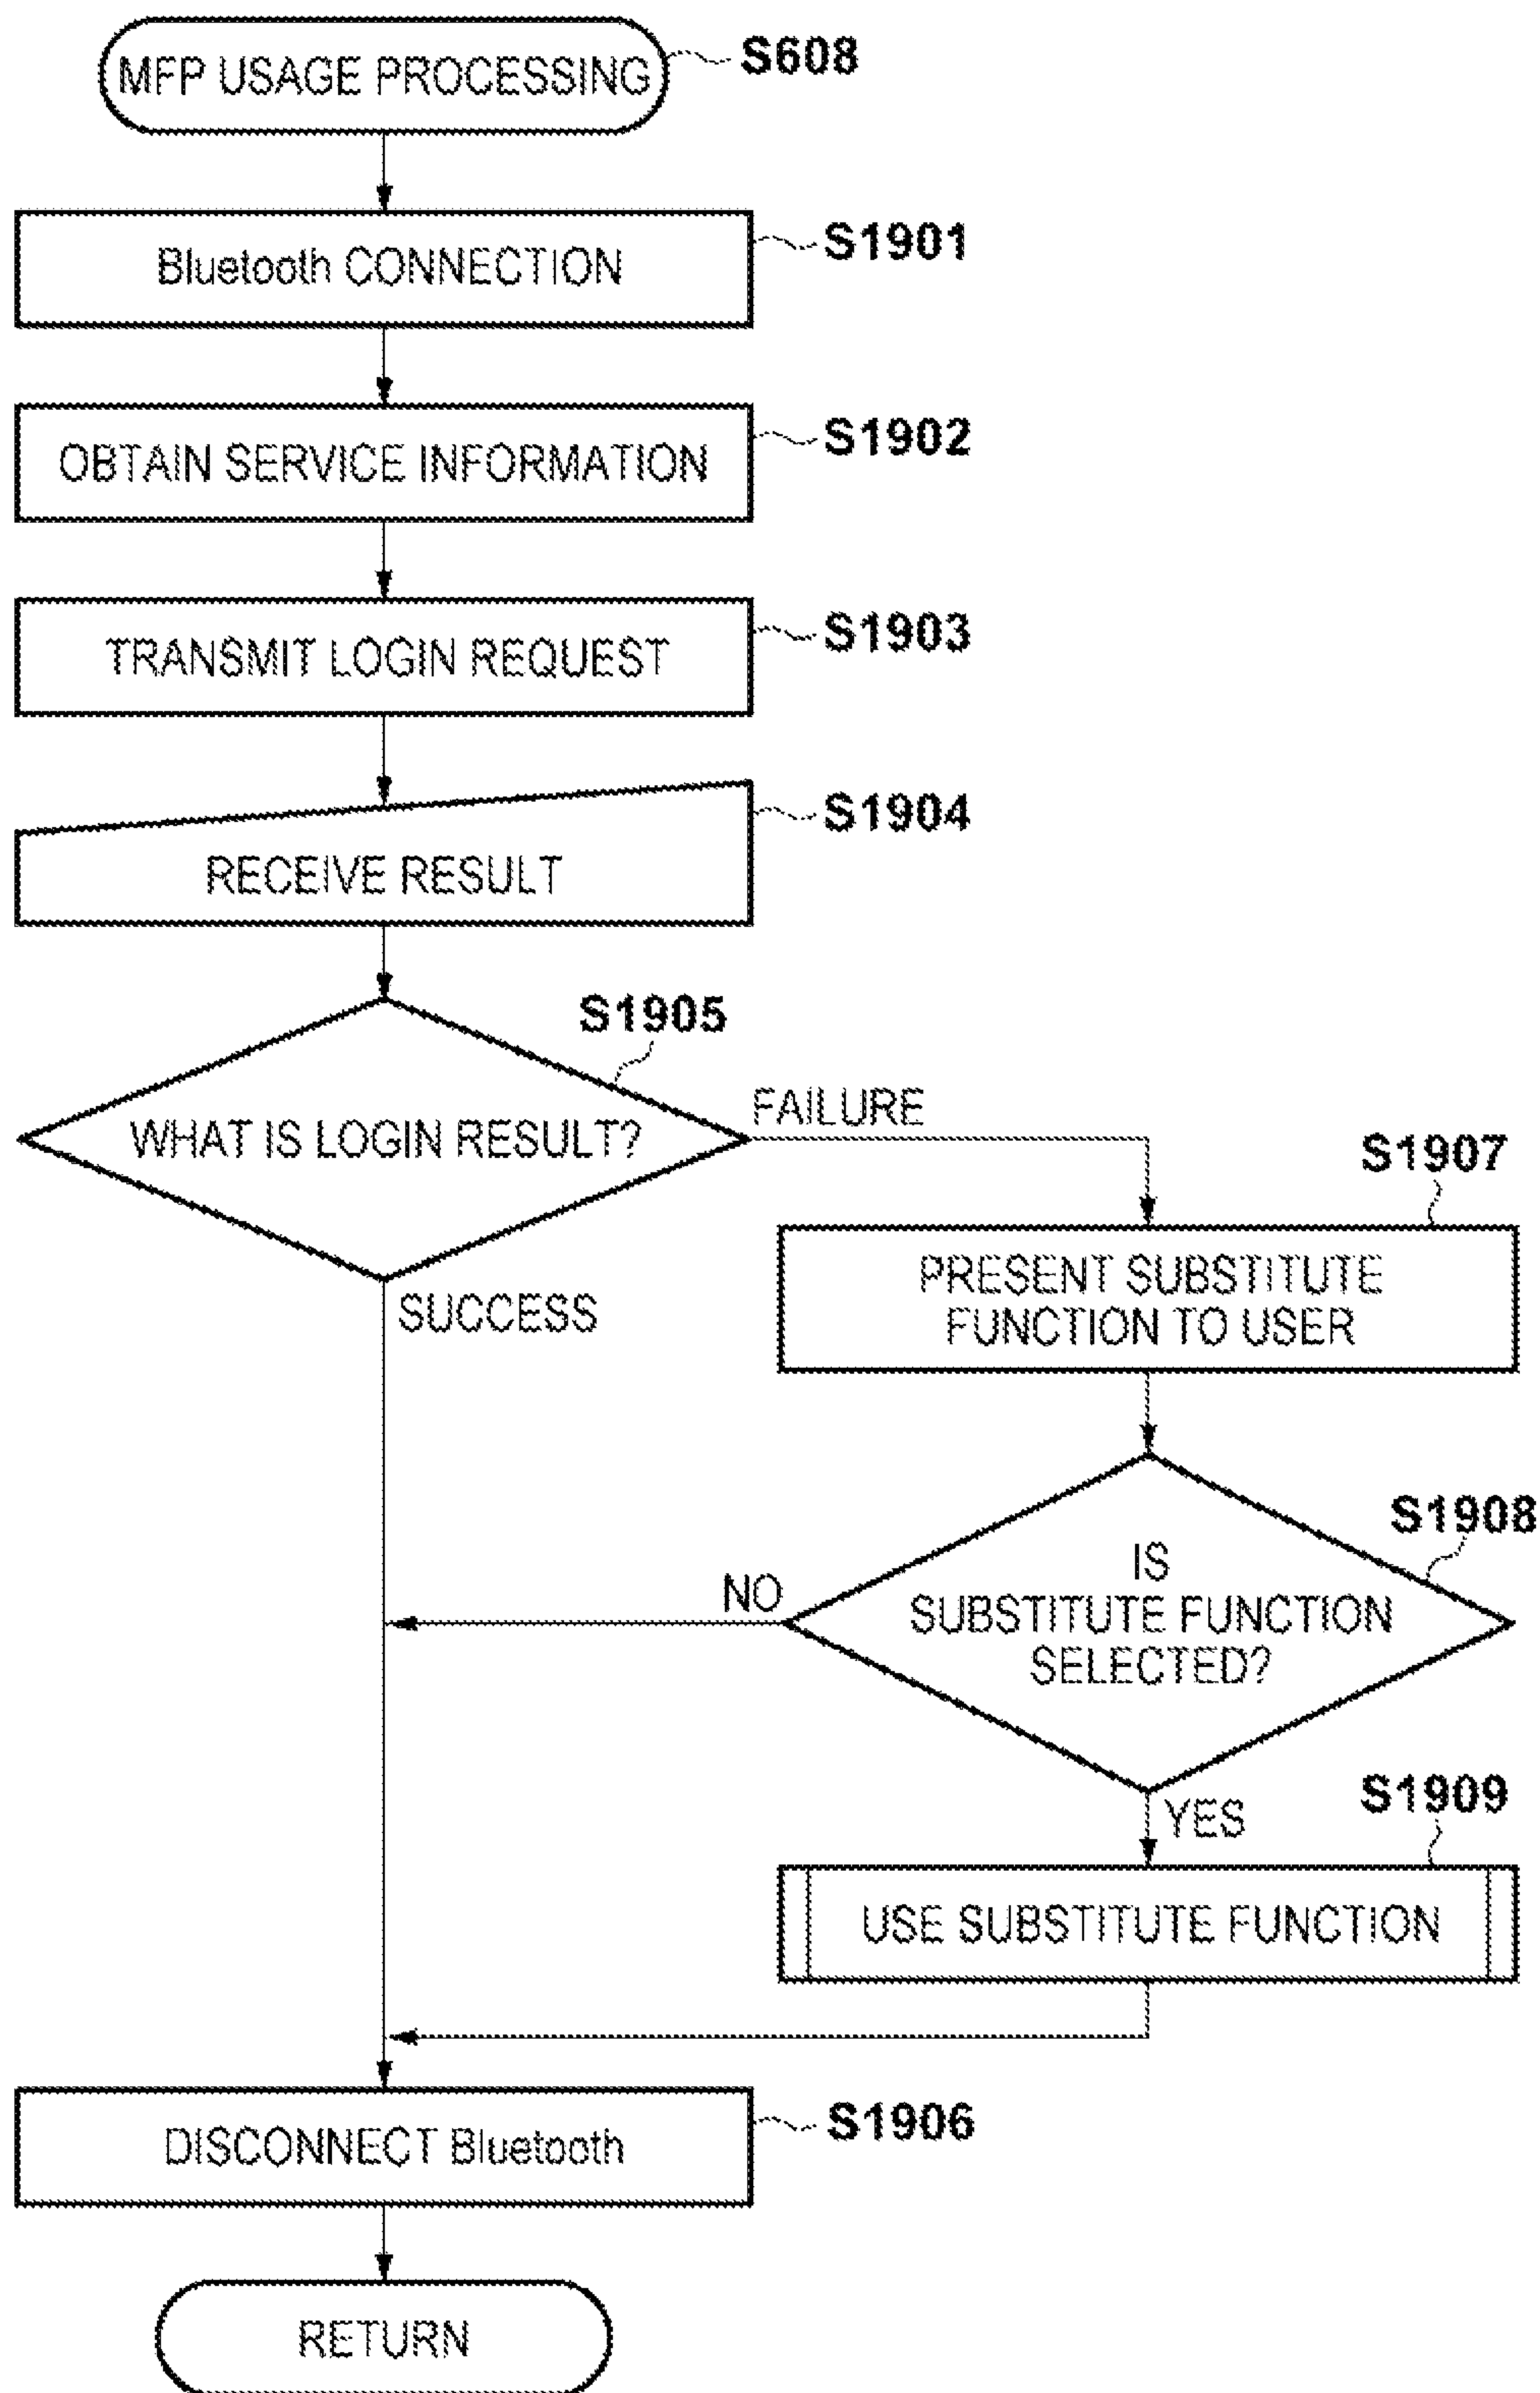 MFP USAGE PROCESSING
S608
Bluetooth CONNECTION
S1901
OBTAIN SERVICE INFORMATION
S1902
TRANSMIT LOGIN REQUEST
S1903
RECEIVE RESULT
S1904
S1905
WHAT IS LOGIN RESULT?
FAILURE
SUCCESS
S1907
PRESENT SUBSTITUTE
FUNCTION TO USER
S1908
IS
SUBSTITUTE FUNCTION
SELECTED?
NO
YES
S1909
USE SUBSTITUTE FUNCTION
DISCONNECT Bluetooth
S1906
RETURN